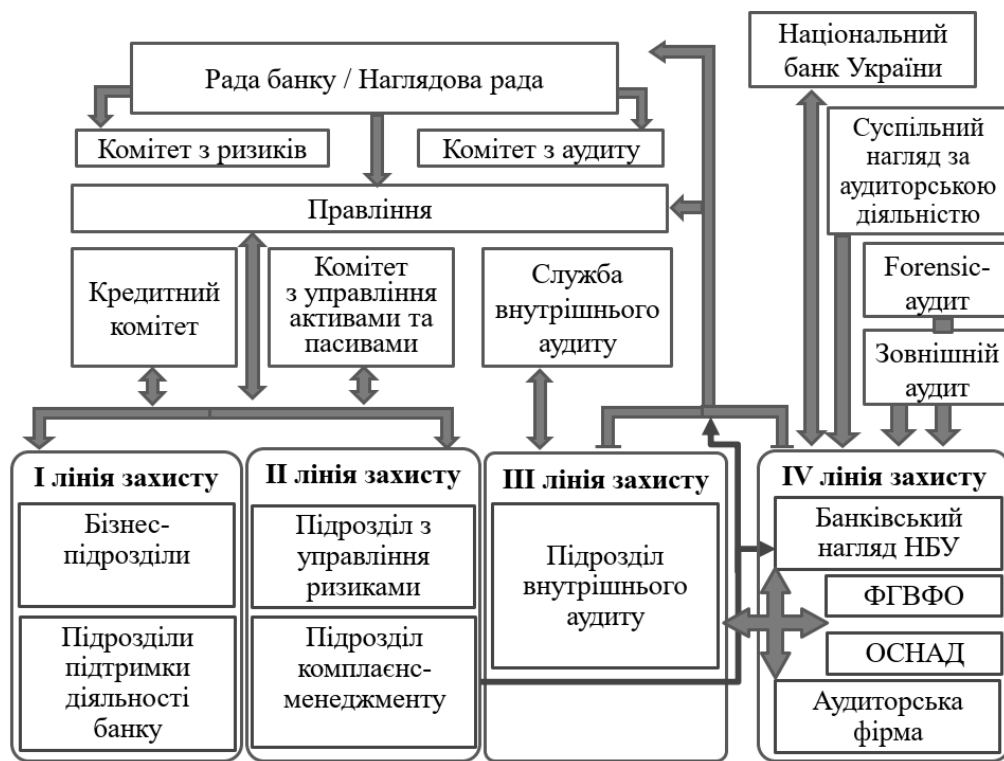 Рада банку / Наглядова рада
Комітет з ризиків
Комітет з аудиту
Правління
Національний
банк України
Суспільний
нагляд за
аудиторською
діяльністю
Кредитний
комітет
Комітет
з управління
активами та
пасивами
Служба
внутрішнього
аудиту
Forensic-
аудит
Зовнішній
аудит
І лінія захисту
Бізнес-
підрозділи
Підрозділи
підтримки
діяльності
банку
ІІ лінія захисту
Підрозділ з
управління
ризиками
Підрозділ
комплаєнс-
менеджменту
ІІІ лінія захисту
Підрозділ
внутрішнього
аудиту
IV лінія захисту
Банківський
нагляд НБУ
ФГВФО
ОСНАД
Аудиторська
фірма